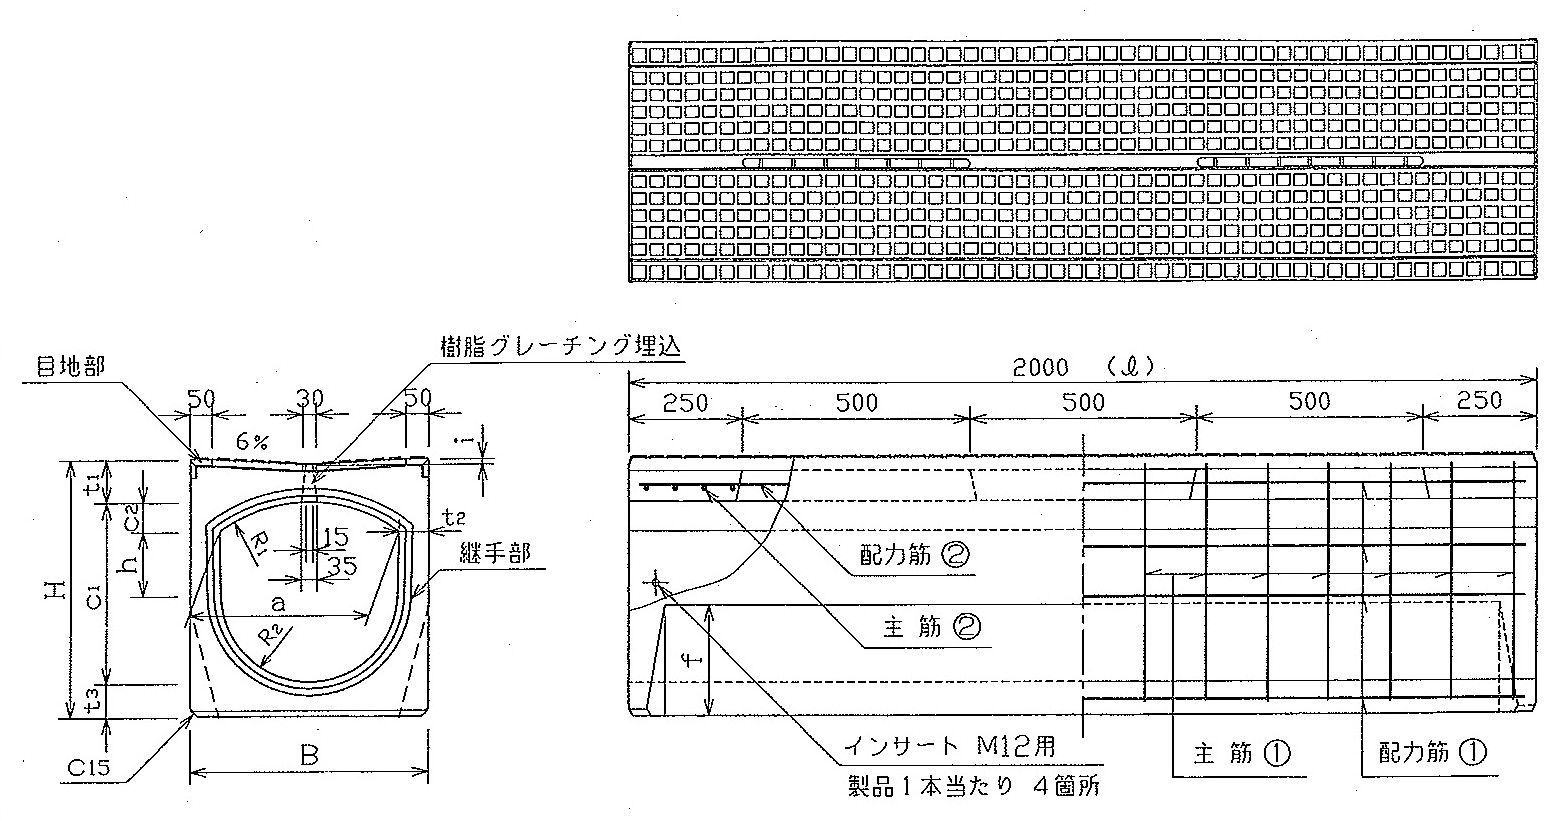 樹脂グレーチング埋込
目地部
50
30
50
6%
i
2000 (ℓ)
250
500
500
500
250
t1
C2
t2
R1
15
35
継手部
h
H
C1
a
R2
t3
C15
B
配力筋②
主筋②
f
インサート M12用
製品1本当たり 4箇所
主筋①
配力筋①